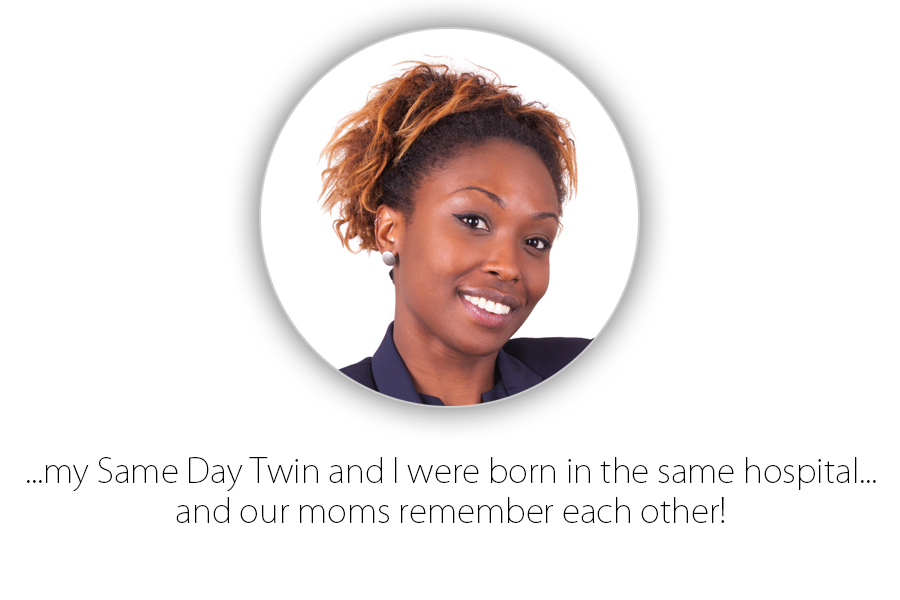 ...my Same Day Twin and I were born in the same hospital...
and our moms remember each other!